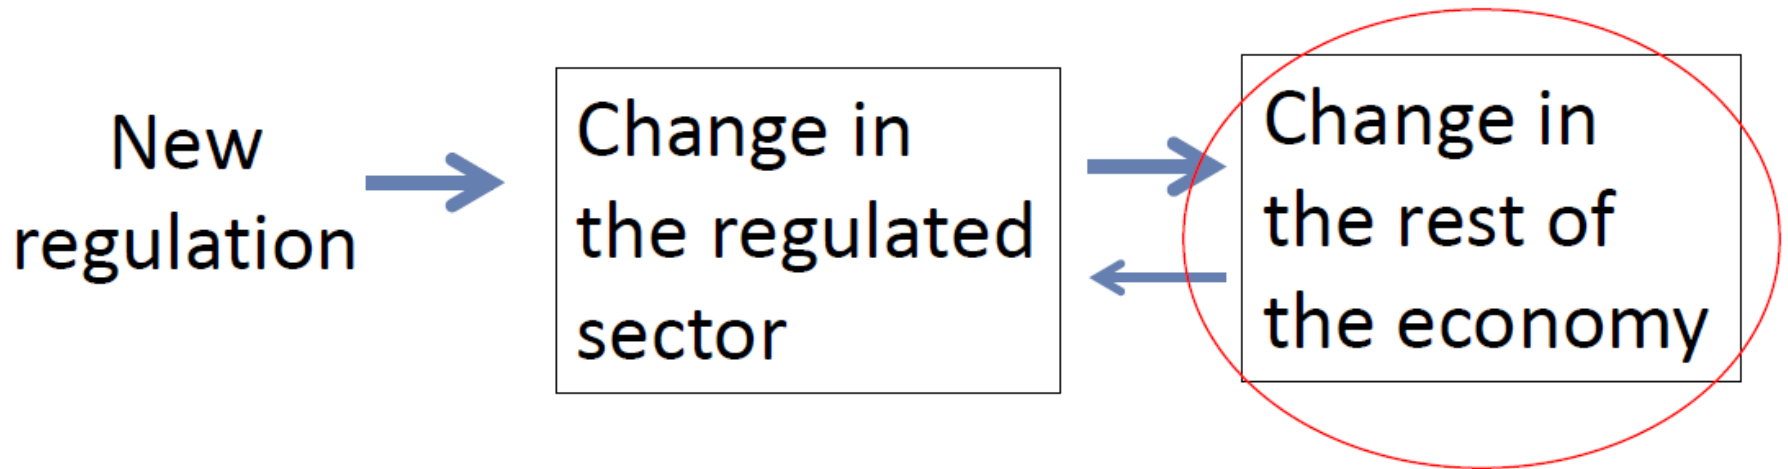 New
regulation
Change in
the regulated
sector
Change in
the rest of
the economy